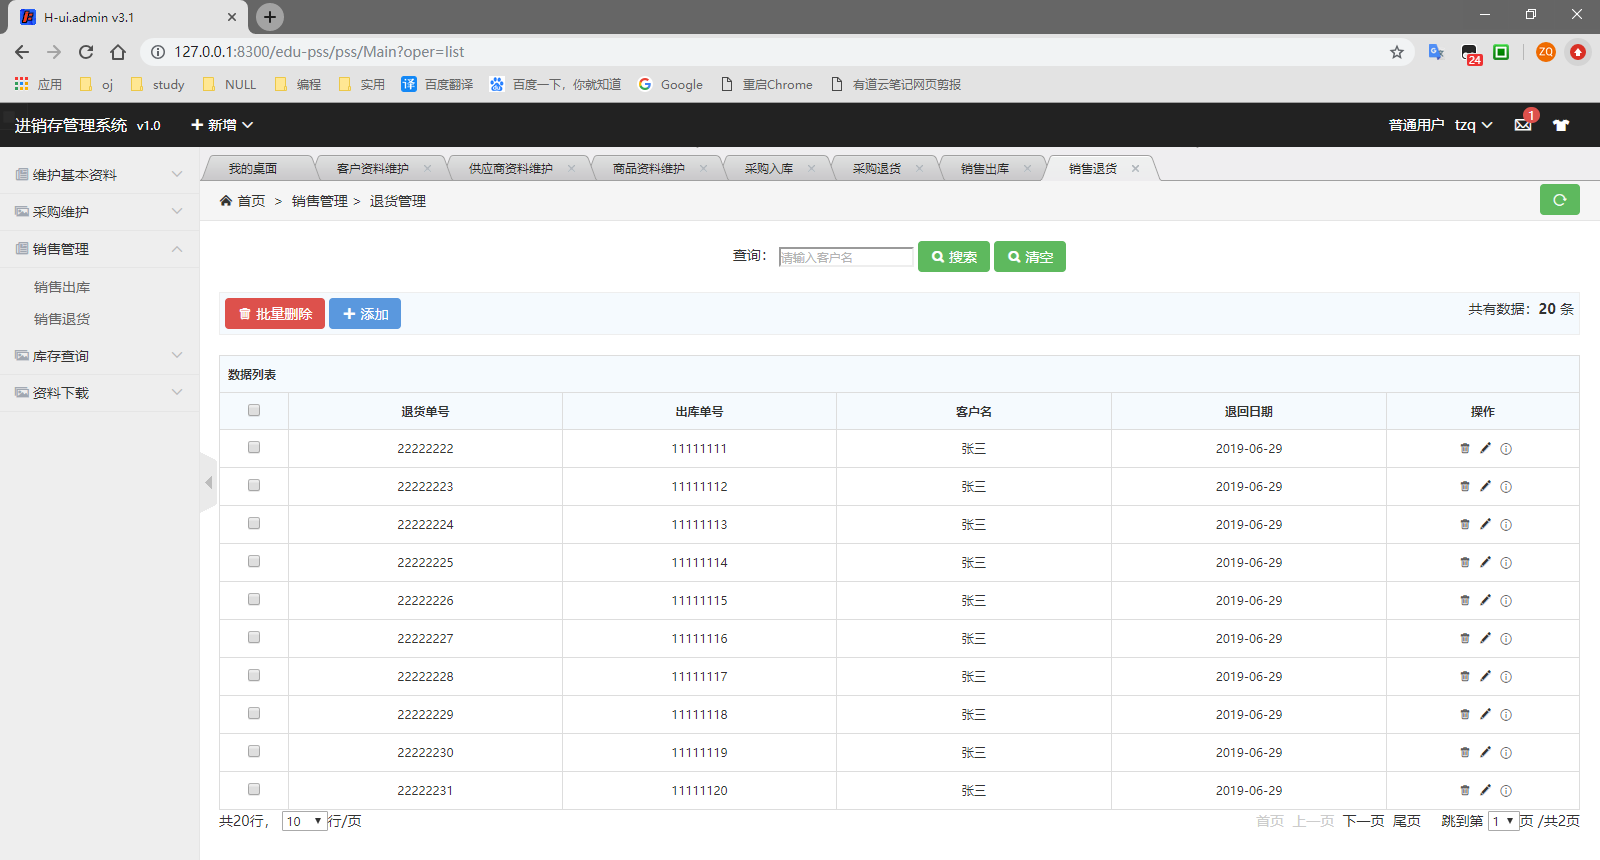 H-ui.admin v3.1
127.0.0.1:8300/edu-pss/pss/Main?oper=list
ZQ
24
应用 oj study NULL 编程 实用 译 百度翻译 百度一下，你就知道 Google 重启Chrome 有道云笔记网页剪报
进销存管理系统 v1.0 新增 普通用户 tzq 1
维护基本资料
采购维护
销售管理
销售出库
销售退货
库存查询
资料下载
我的桌面 客户资料维护 供应商资料维护 商品资料维护 采购入库 采购退货 销售出库 销售退货
首页 > 销售管理 > 退货管理
查询： 请输入客户名 搜索 清空
批量删除 添加 共有数据：20 条
数据列表
退货单号 出库单号 客户名 退回日期 操作
22222222 11111111 张三 2019-06-29
22222223 11111112 张三 2019-06-29
22222224 11111113 张三 2019-06-29
22222225 11111114 张三 2019-06-29
22222226 11111115 张三 2019-06-29
22222227 11111116 张三 2019-06-29
22222228 11111117 张三 2019-06-29
22222229 11111118 张三 2019-06-29
22222230 11111119 张三 2019-06-29
22222231 11111120 张三 2019-06-29
共20行， 10 行/页 首页 上一页 下一页 尾页 跳到第 1 页 /共2页